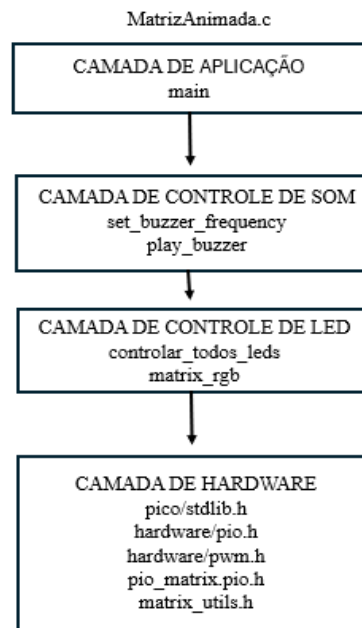 MatrizAnimada.c
CAMADA DE APLICAÇÃO
main
CAMADA DE CONTROLE DE SOM
set_buzzer_frequency
play_buzzer
CAMADA DE CONTROLE DE LED
controlar_todos_leds
matrix_rgb
CAMADA DE HARDWARE
pico/stdlib.h
hardware/pio.h
hardware/pwm.h
pio_matrix.pio.h
matrix_utils.h